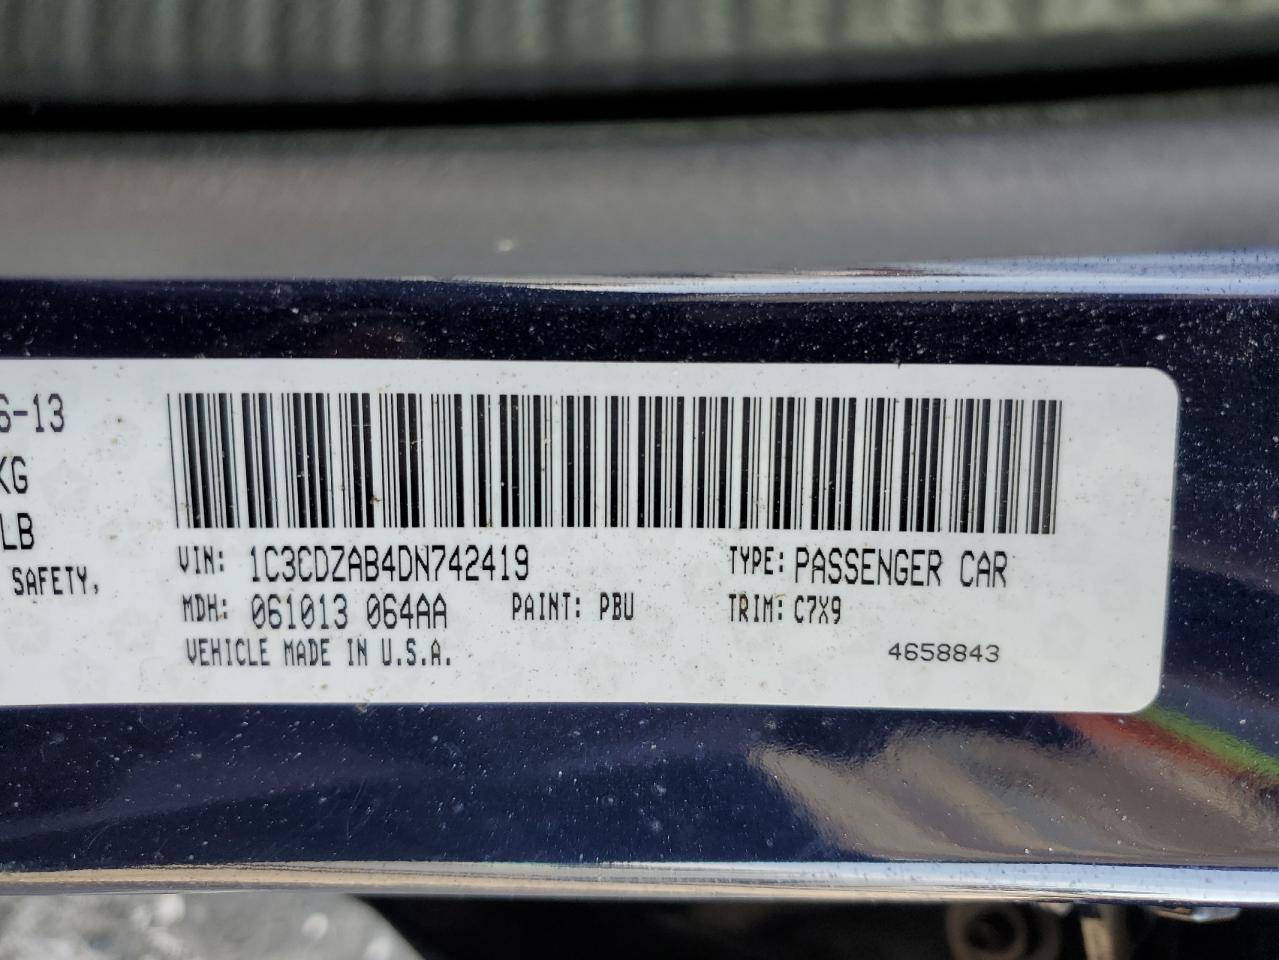 6-13
KG
LB
SAFETY,
VIN: 1C3CDZAB4DN742419 TYPE: PASSENGER CAR
MDH: 061013 064AA PAINT: PBU TRIM: C7X9
VEHICLE MADE IN U.S.A. 4658843